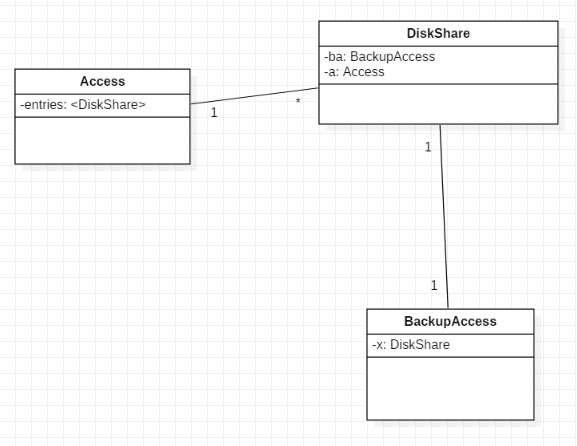 DiskShare
-ba: BackupAccess
-a: Access
Access
-entries: <DiskShare>
1
*
1
1
BackupAccess
-x: DiskShare